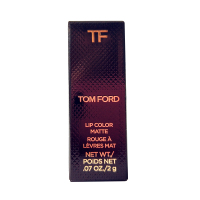 TF
TOM FORD
LIP COLOR
MATTE
ROUGE À
LÈVRES MAT
NET WT./
POIDS NET
.07 OZ./2 g